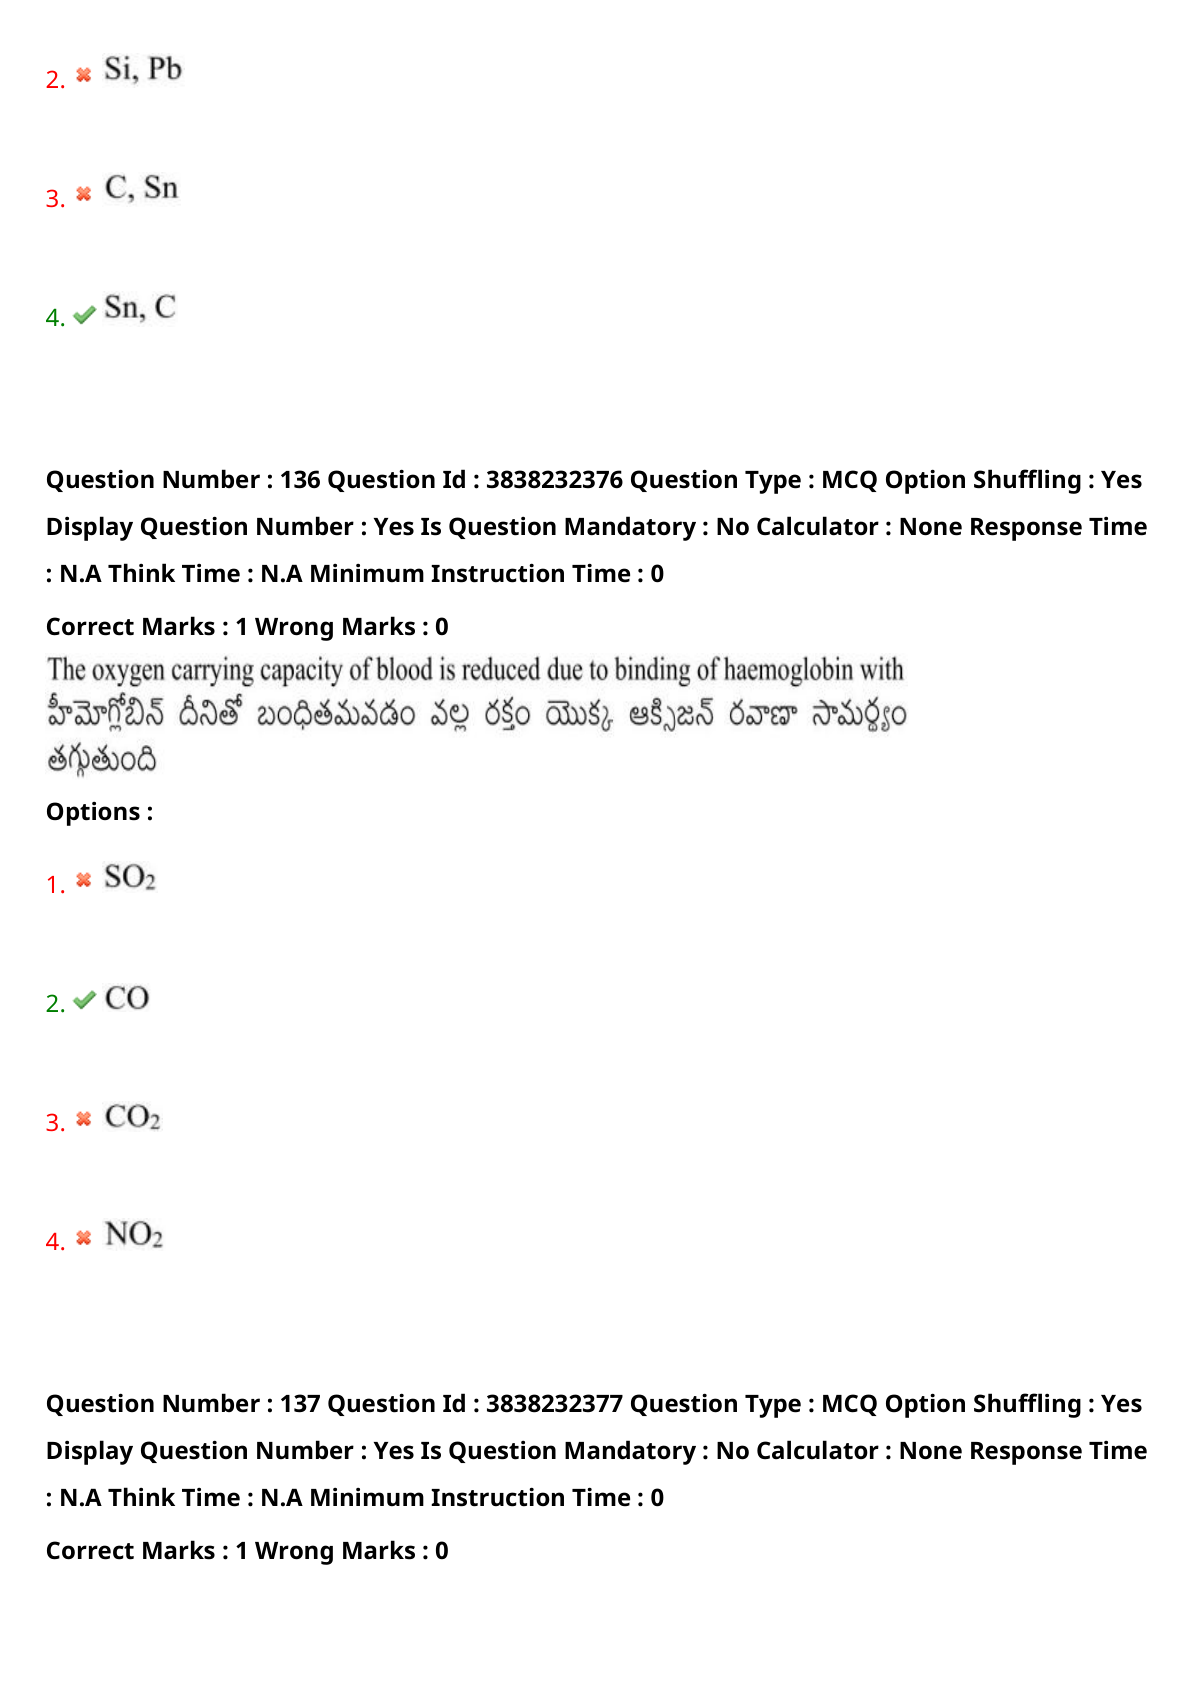 2. Si, Pb
3. C, Sn
4. Sn, C
Question Number : 136 Question Id : 3838232376 Question Type : MCQ Option Shuffling : Yes
Display Question Number : Yes Is Question Mandatory : No Calculator : None Response Time
: N.A Think Time : N.A Minimum Instruction Time : 0
Correct Marks : 1 Wrong Marks : 0
The oxygen carrying capacity of blood is reduced due to binding of haemoglobin with
హీమోగ్లోబిన్ దీనితో బంధితమవడం వల్ల రక్తం యొక్క ఆక్సిజన్ రవాణా సామర్థ్యం
తగ్గుతుంది
Options :
1. SO₂
2. CO
3. CO₂
4. NO₂
Question Number : 137 Question Id : 3838232377 Question Type : MCQ Option Shuffling : Yes
Display Question Number : Yes Is Question Mandatory : No Calculator : None Response Time
: N.A Think Time : N.A Minimum Instruction Time : 0
Correct Marks : 1 Wrong Marks : 0